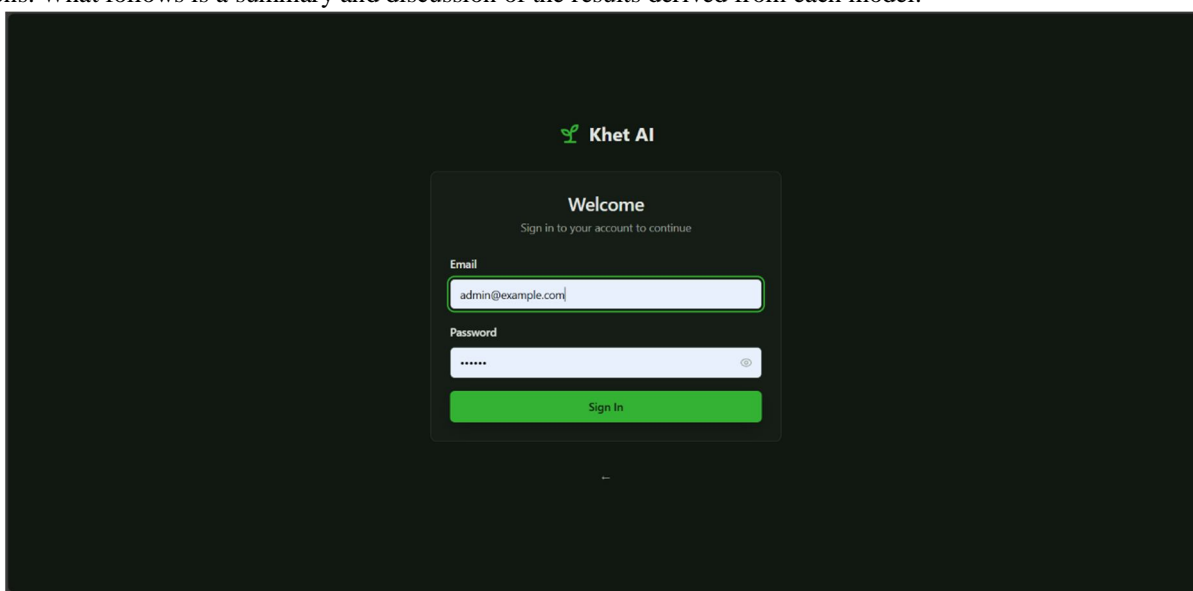 What follows is a summary and discussion of the results derived from each model.
Khet AI
Welcome
Sign in to your account to continue
Email
admin@example.com
Password
••••••
Sign In
←